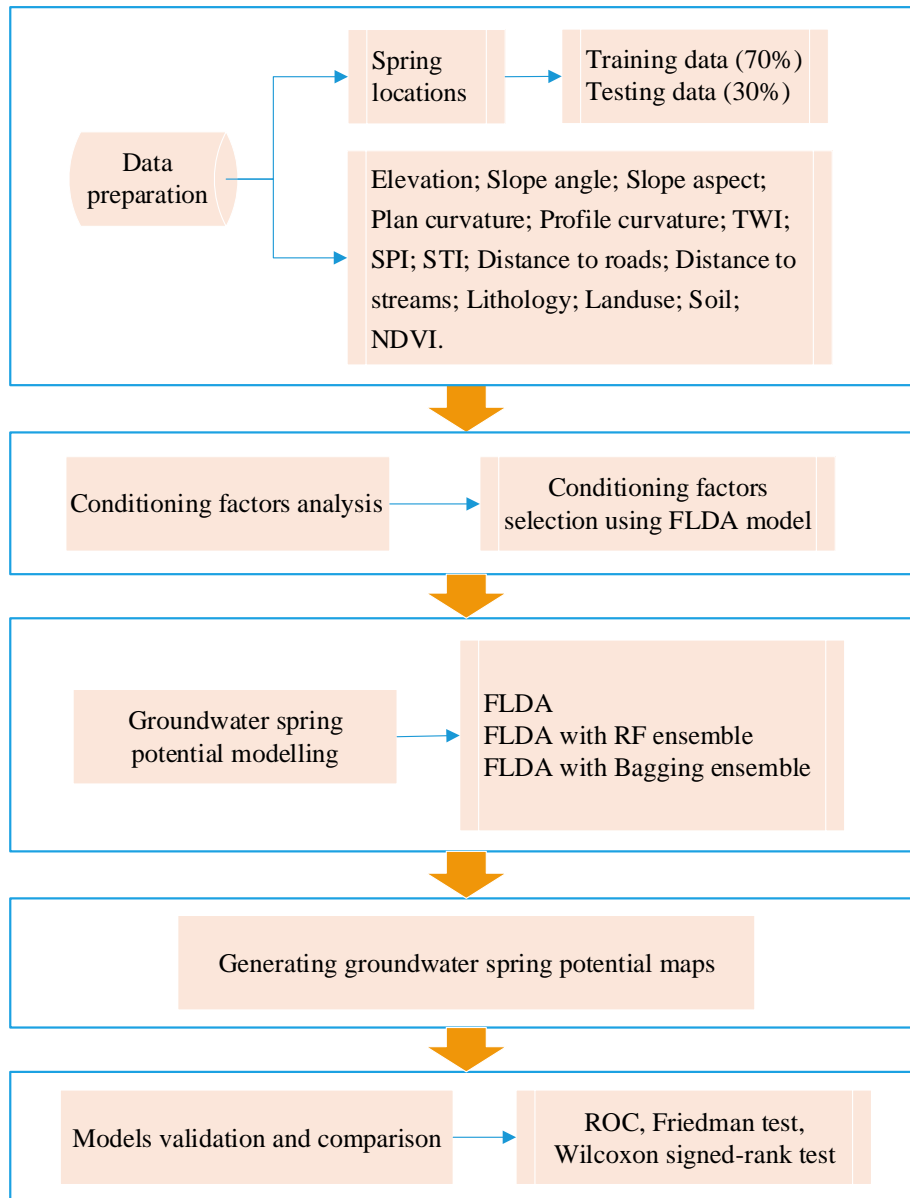 Spring
locations
Training data (70%)
Testing data (30%)
Data
preparation
Elevation; Slope angle; Slope aspect;
Plan curvature; Profile curvature; TWI;
SPI; STI; Distance to roads; Distance to
streams; Lithology; Landuse; Soil;
NDVI.
Conditioning factors analysis
Conditioning factors
selection using FLDA model
Groundwater spring
potential modelling
FLDA
FLDA with RF ensemble
FLDA with Bagging ensemble
Generating groundwater spring potential maps
Models validation and comparison
ROC, Friedman test,
Wilcoxon signed-rank test